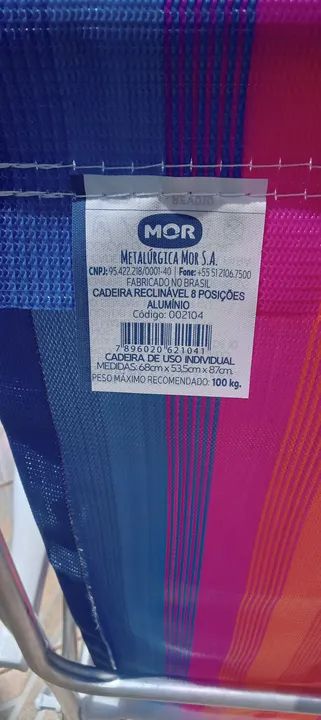 MOR
METALÚRGICA MOR S.A.
CNPJ: 95.422.218/0001-40 | Fone: +55 51 2106.7500
FABRICADO NO BRASIL
CADEIRA RECLINÁVEL 8 POSIÇÕES
ALUMÍNIO
Código: 002104
7 896020 621041
CADEIRA DE USO INDIVIDUAL
MEDIDAS: 68cm x 53,5cm x 87cm.
PESO MÁXIMO RECOMENDADO: 100 kg.